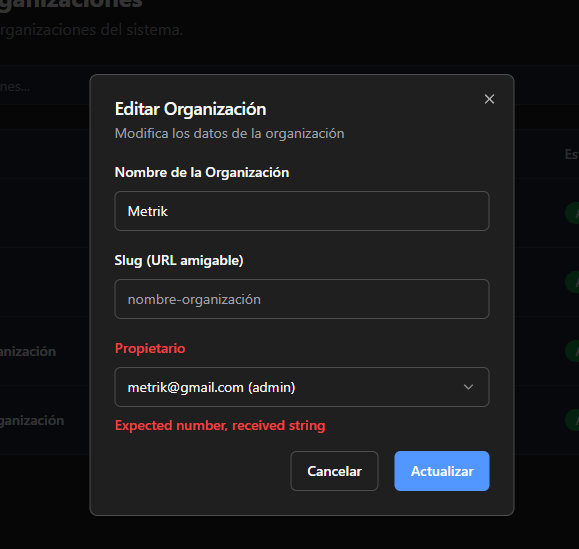 ganizaciones
rganizaciones del sistema.
nes...
Editar Organización
Modifica los datos de la organización
Es
Nombre de la Organización
Metrik
Slug (URL amigable)
nombre-organización
Propietario
anización
metrik@gmail.com (admin)
ganización
Expected number, received string
Cancelar
Actualizar